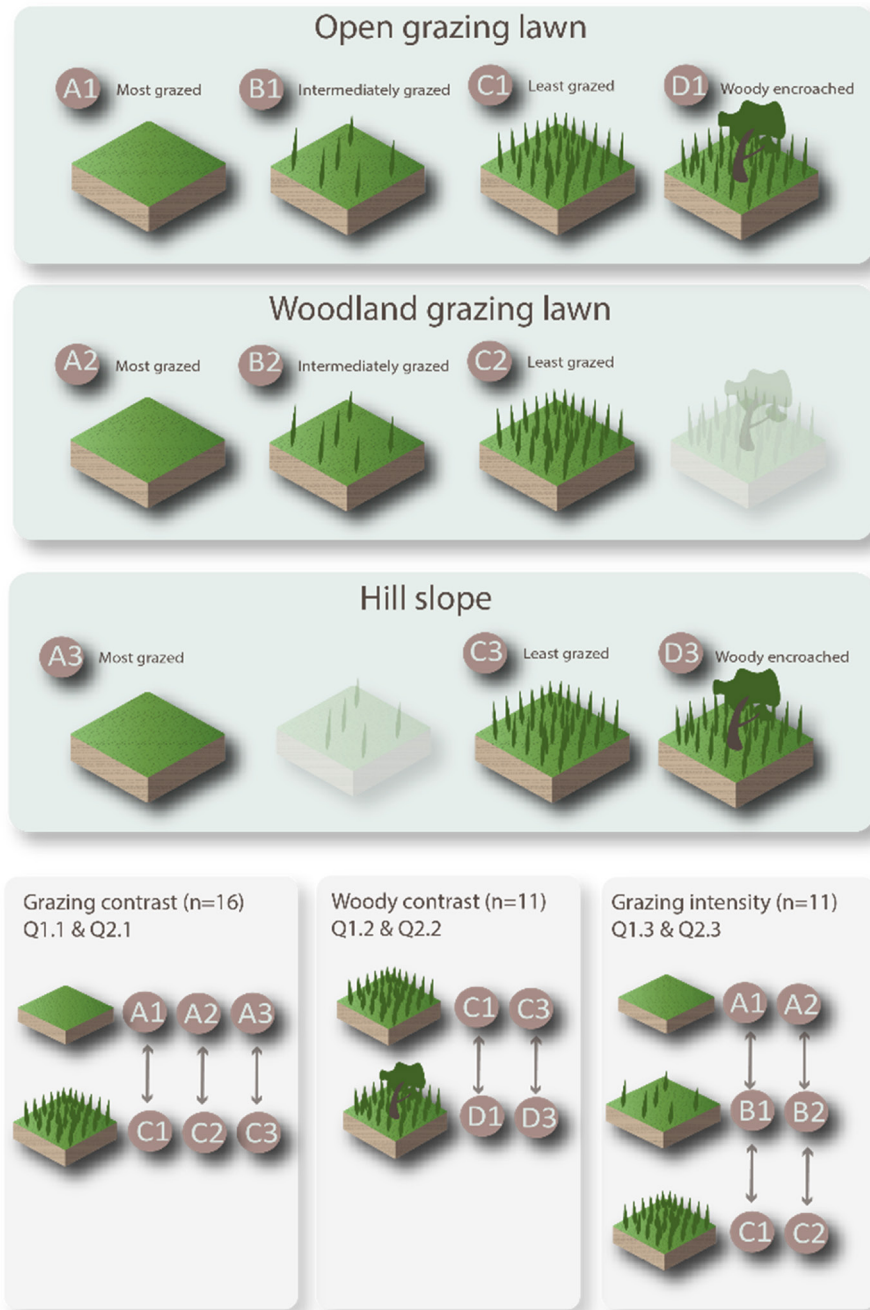 Open grazing lawn
A1 Most grazed
B1 Intermediately grazed
C1 Least grazed
D1 Woody encroached
Woodland grazing lawn
A2 Most grazed
B2 Intermediately grazed
C2 Least grazed
Hill slope
A3 Most grazed
C3 Least grazed
D3 Woody encroached
Grazing contrast (n=16)
Q1.1 & Q2.1
A1 A2 A3
C1 C2 C3
Woody contrast (n=11)
Q1.2 & Q2.2
C1 C3
D1 D3
Grazing intensity (n=11)
Q1.3 & Q2.3
A1 A2
B1 B2
C1 C2